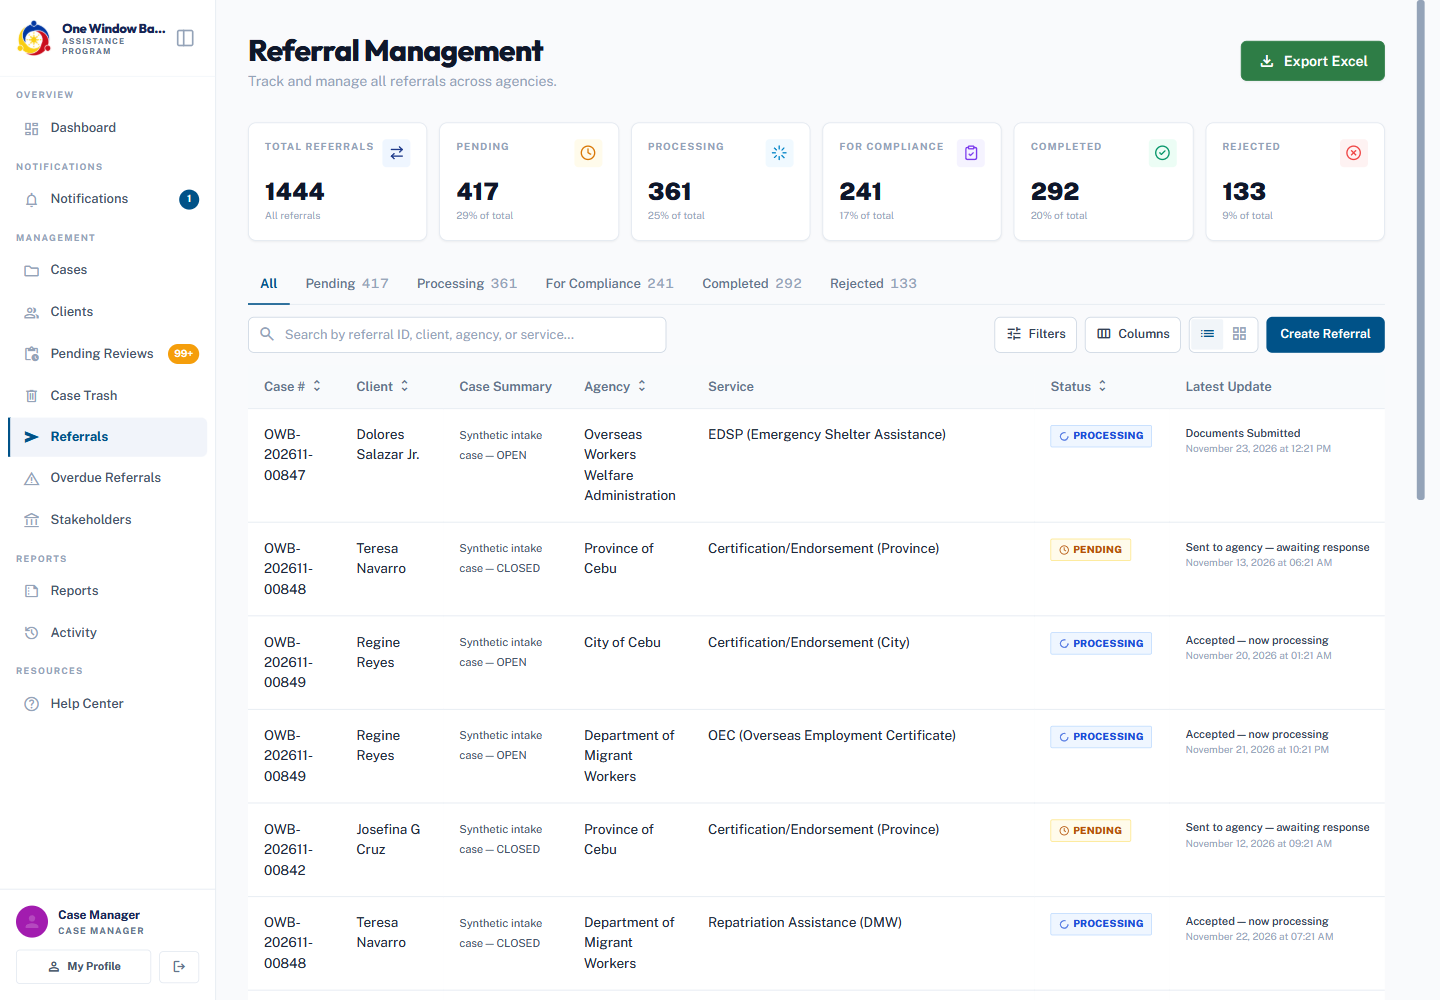 One Window Ba...
ASSISTANCE
PROGRAM
OVERVIEW
Dashboard
NOTIFICATIONS
Notifications 1
MANAGEMENT
Cases
Clients
Pending Reviews 99+
Case Trash
Referrals
Overdue Referrals
Stakeholders
REPORTS
Reports
Activity
RESOURCES
Help Center
Case Manager
CASE MANAGER
My Profile
Referral Management
Track and manage all referrals across agencies.
Export Excel
TOTAL REFERRALS
1444
All referrals
PENDING
417
29% of total
PROCESSING
361
25% of total
FOR COMPLIANCE
241
17% of total
COMPLETED
292
20% of total
REJECTED
133
9% of total
All Pending 417 Processing 361 For Compliance 241 Completed 292 Rejected 133
Search by referral ID, client, agency, or service...
Filters Columns Create Referral
Case # Client Case Summary Agency Service Status Latest Update
OWB-
202611-
00847
Dolores
Salazar Jr.
Synthetic intake
case — OPEN
Overseas
Workers
Welfare
Administration
EDSP (Emergency Shelter Assistance)
PROCESSING
Documents Submitted
November 23, 2026 at 12:21 PM
OWB-
202611-
00848
Teresa
Navarro
Synthetic intake
case — CLOSED
Province of
Cebu
Certification/Endorsement (Province)
PENDING
Sent to agency — awaiting response
November 13, 2026 at 06:21 AM
OWB-
202611-
00849
Regine
Reyes
Synthetic intake
case — OPEN
City of Cebu
Certification/Endorsement (City)
PROCESSING
Accepted — now processing
November 20, 2026 at 01:21 AM
OWB-
202611-
00849
Regine
Reyes
Synthetic intake
case — OPEN
Department of
Migrant
Workers
OEC (Overseas Employment Certificate)
PROCESSING
Accepted — now processing
November 21, 2026 at 10:21 PM
OWB-
202611-
00842
Josefina G
Cruz
Synthetic intake
case — CLOSED
Province of
Cebu
Certification/Endorsement (Province)
PENDING
Sent to agency — awaiting response
November 12, 2026 at 09:21 AM
OWB-
202611-
00848
Teresa
Navarro
Synthetic intake
case — CLOSED
Department of
Migrant
Workers
Repatriation Assistance (DMW)
PROCESSING
Accepted — now processing
November 22, 2026 at 07:21 AM